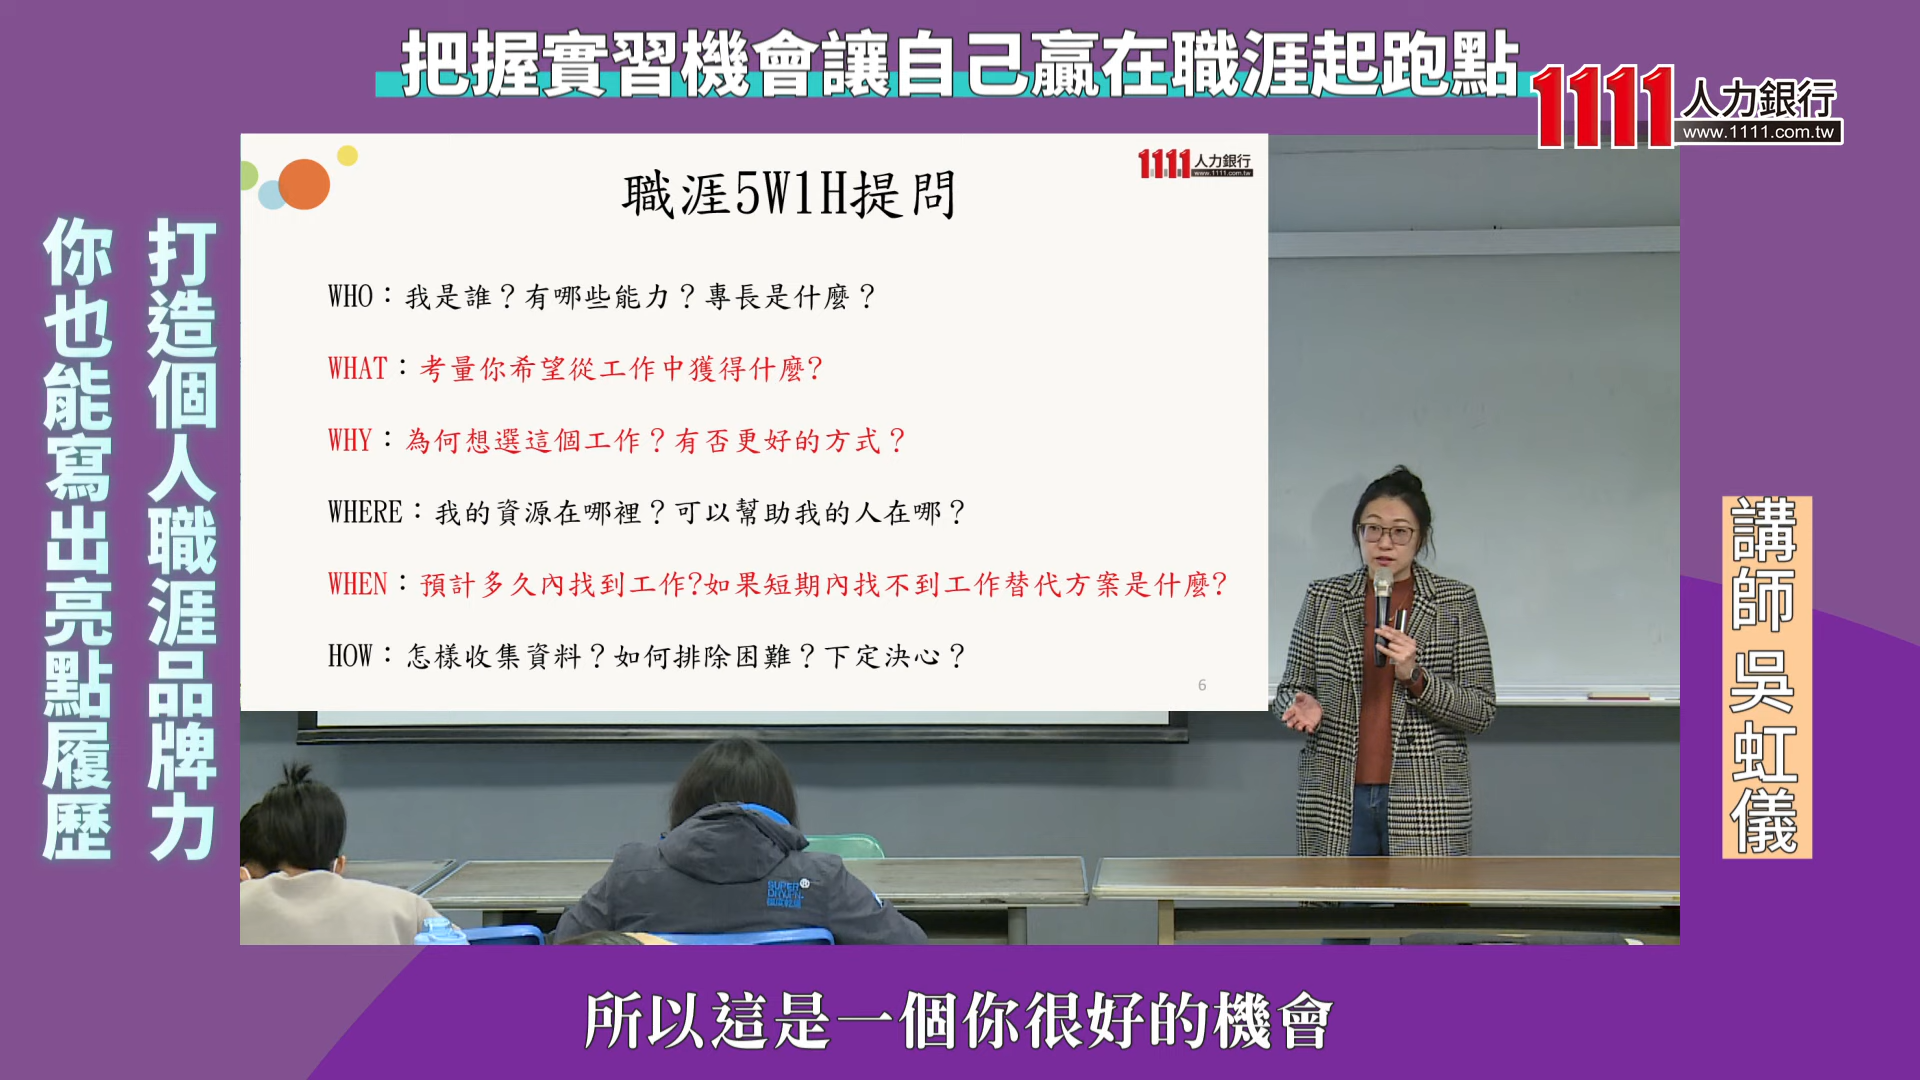 把握實習機會讓自己贏在職涯起跑點
1111人力銀行
www.1111.com.tw
打造個人職涯品牌力
你也能寫出亮點履歷
1111人力銀行
www.1111.com.tw
職涯5W1H提問
WHO：我是誰？有哪些能力？專長是什麼？
WHAT：考量你希望從工作中獲得什麼?
WHY：為何想選這個工作？有否更好的方式？
WHERE：我的資源在哪裡？可以幫助我的人在哪？
WHEN：預計多久內找到工作?如果短期內找不到工作替代方案是什麼?
HOW：怎樣收集資料？如何排除困難？下定決心？
6
講師 吳虹儀
SUPER
所以這是一個你很好的機會